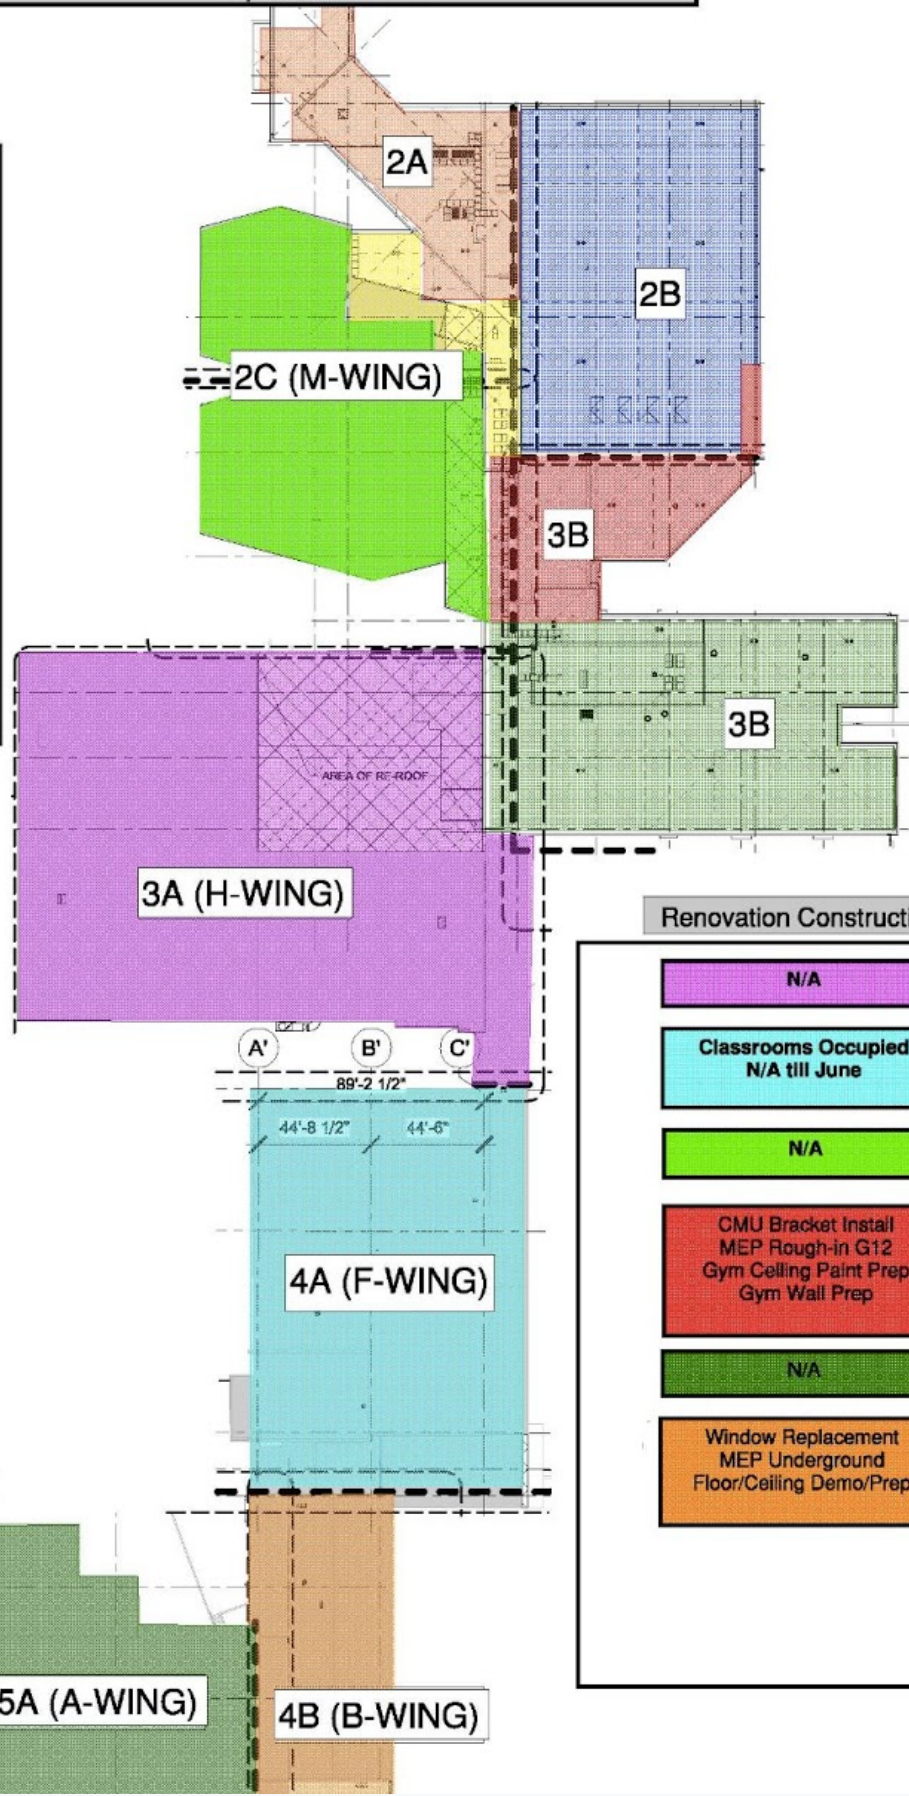 2A
2B
2C (M-WING)
3B
3B
AREA OF RE-ROOF
3A (H-WING)
Renovation Constructi
N/A
A'
B'
C'
Classrooms Occupied
N/A till June
89'-2 1/2"
44'-8 1/2"
44'-6"
N/A
CMU Bracket Install
MEP Rough-in G12
Gym Ceiling Paint Prep
Gym Wall Prep
4A (F-WING)
N/A
Window Replacement
MEP Underground
Floor/Ceiling Demo/Prep
5A (A-WING)
4B (B-WING)